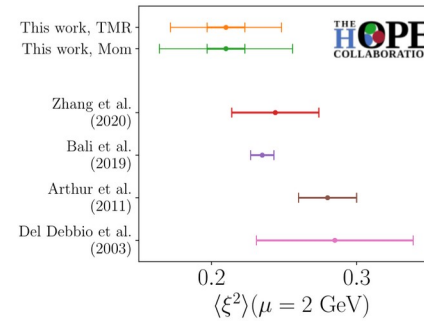 This work, TMR
This work, Mom
THE
HOPE
COLLABORATION
Zhang et al.
(2020)
Bali et al.
(2019)
Arthur et al.
(2011)
Del Debbio et al.
(2003)
0.2 0.3
⟨ξ²⟩(μ = 2 GeV)